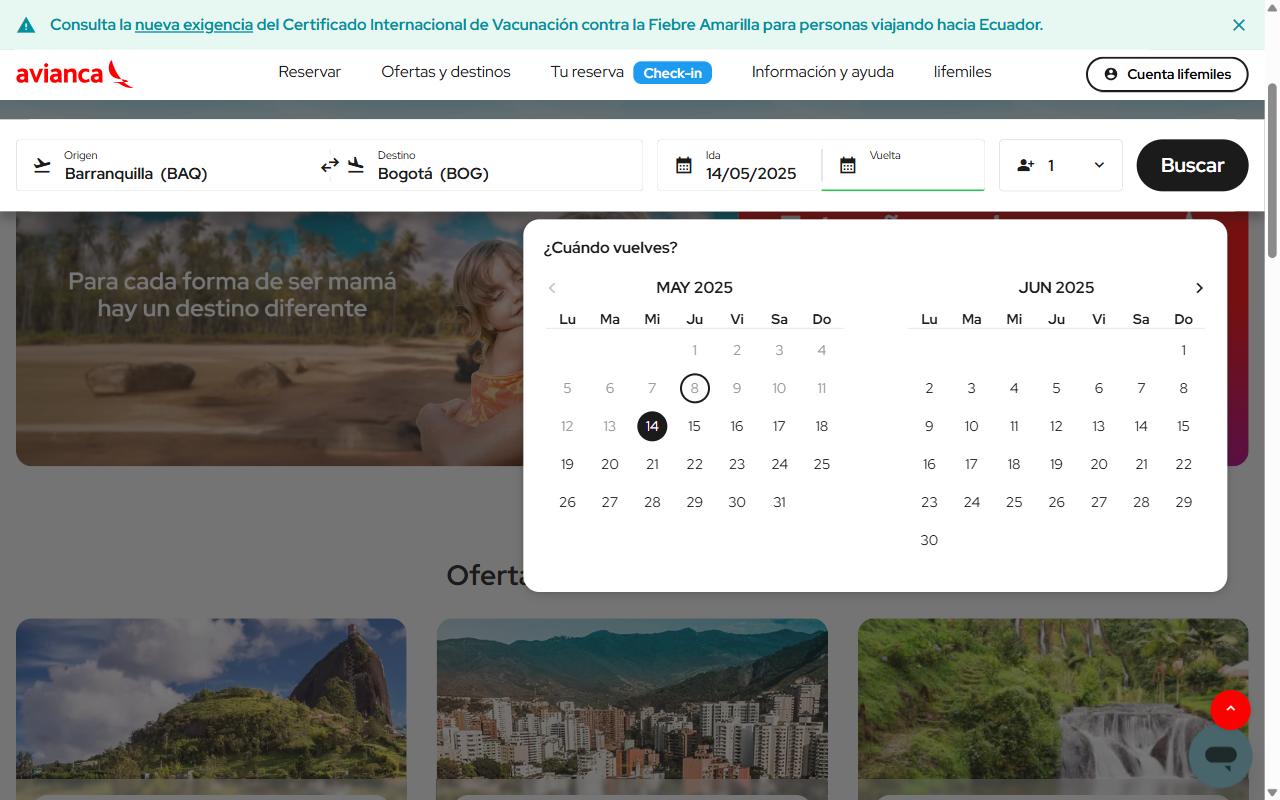 Consulta la nueva exigencia del Certificado Internacional de Vacunación contra la Fiebre Amarilla para personas viajando hacia Ecuador.
avianca
Reservar
Ofertas y destinos
Tu reserva
Check-in
Información y ayuda
lifemiles
Cuenta lifemiles
Origen
Barranquilla (BAQ)
Destino
Bogotá (BOG)
Ida
14/05/2025
Vuelta
1
Buscar
Para cada forma de ser mamá
hay un destino diferente
¿Cuándo vuelves?
MAY 2025
Lu Ma Mi Ju Vi Sa Do
1 2 3 4
5 6 7 8 9 10 11
12 13 14 15 16 17 18
19 20 21 22 23 24 25
26 27 28 29 30 31
JUN 2025
Lu Ma Mi Ju Vi Sa Do
1
2 3 4 5 6 7 8
9 10 11 12 13 14 15
16 17 18 19 20 21 22
23 24 25 26 27 28 29
30